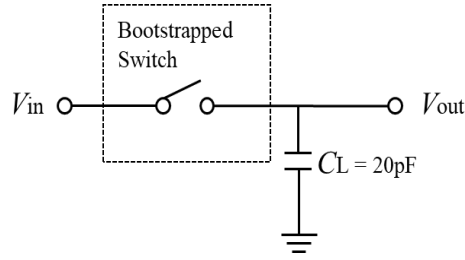 Bootstrapped
Switch
Vin
Vout
CL = 20pF